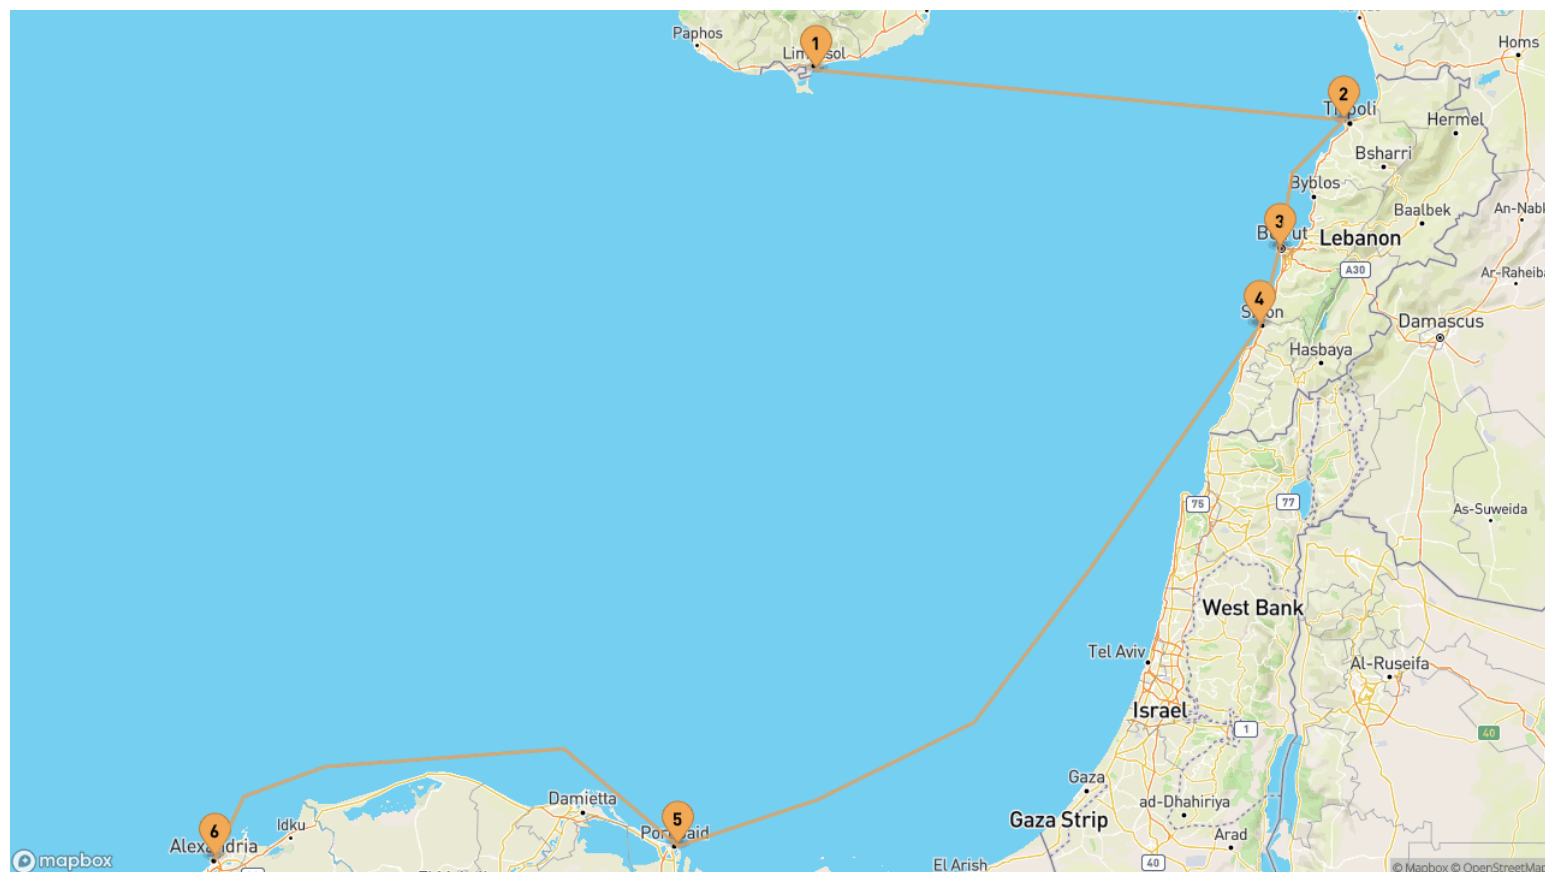 Paphos
1
Homs
2
Hermel
Bsharri
Byblos
Baalbek
3
Lebanon
A30
4
Damascus
Hasbaya
75
77
As-Suweida
West Bank
Tel Aviv
Al-Ruseifa
Israel
1
40
Gaza
ad-Dhahiriya
Damietta
Gaza Strip
Idku
5
6
Arad
El Arish
40
mapbox